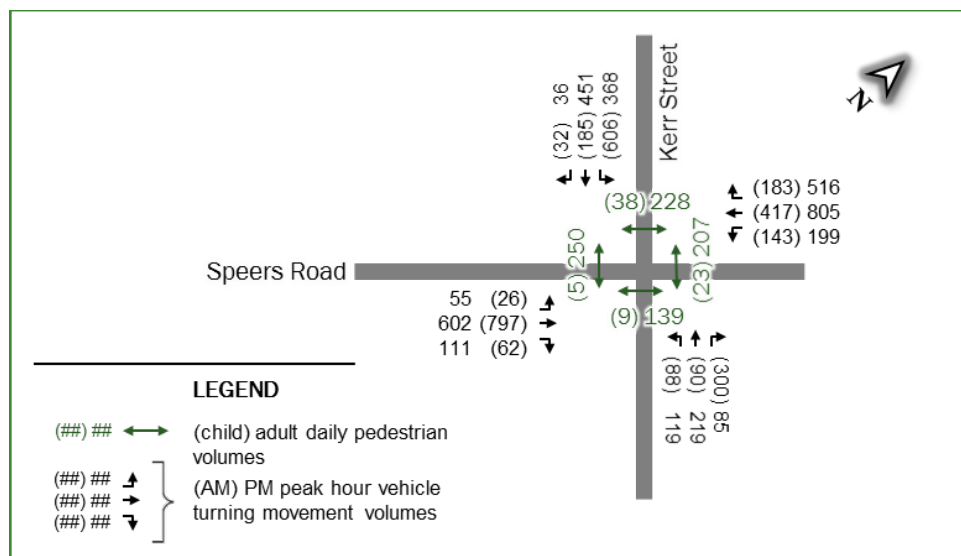 Kerr Street
N
(32) 36
(185) 451
(606) 368
(183) 516
(417) 805
(143) 199
(38) 228
(5) 250
(23) 207
(9) 139
Speers Road
55 (26)
602 (797)
111 (62)
(88) 119
(90) 219
(300) 85
LEGEND
(##) ##
(child) adult daily pedestrian
volumes
(##) ##
(##) ##
(##) ##
(AM) PM peak hour vehicle
turning movement volumes